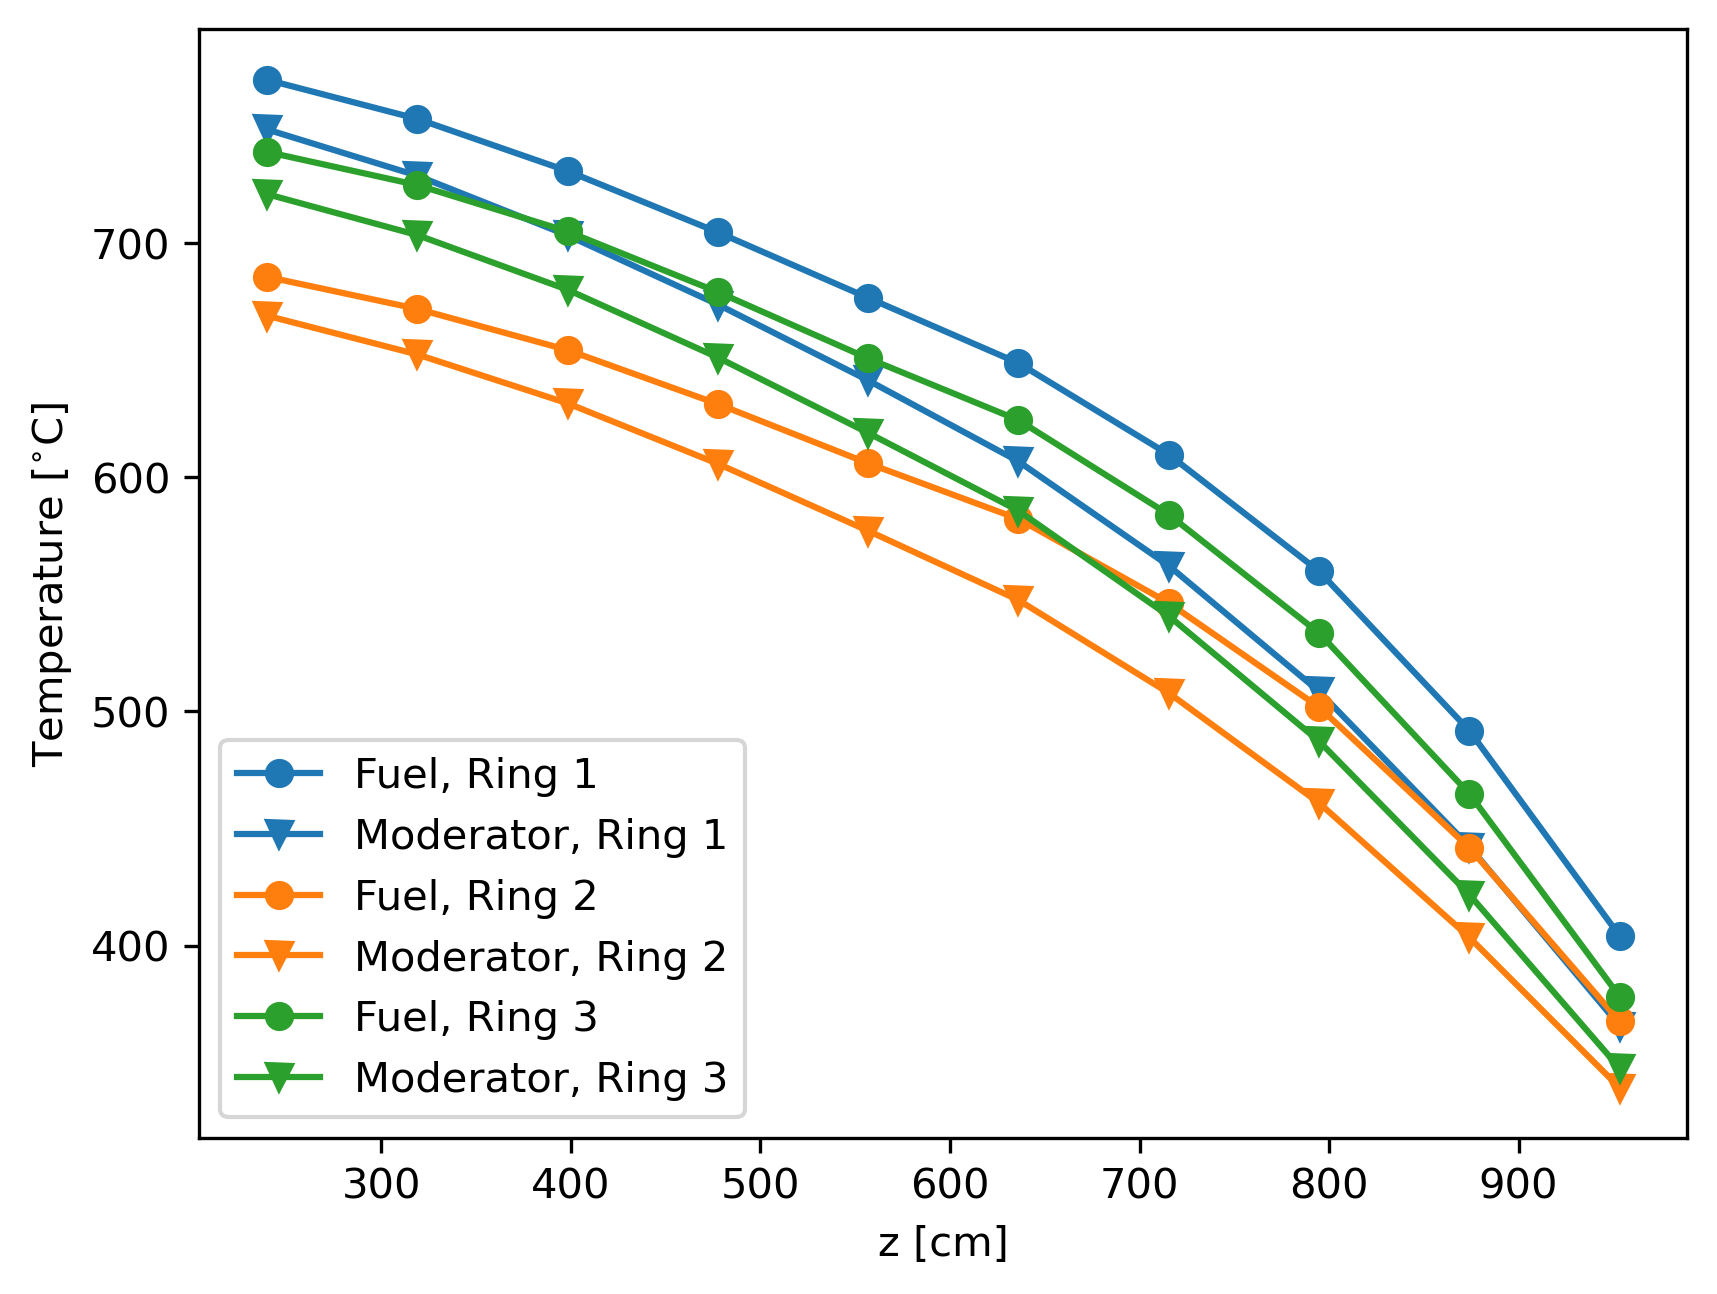 700
600
500
400
Temperature [°C]
Fuel, Ring 1
Moderator, Ring 1
Fuel, Ring 2
Moderator, Ring 2
Fuel, Ring 3
Moderator, Ring 3
300 400 500 600 700 800 900
z [cm]